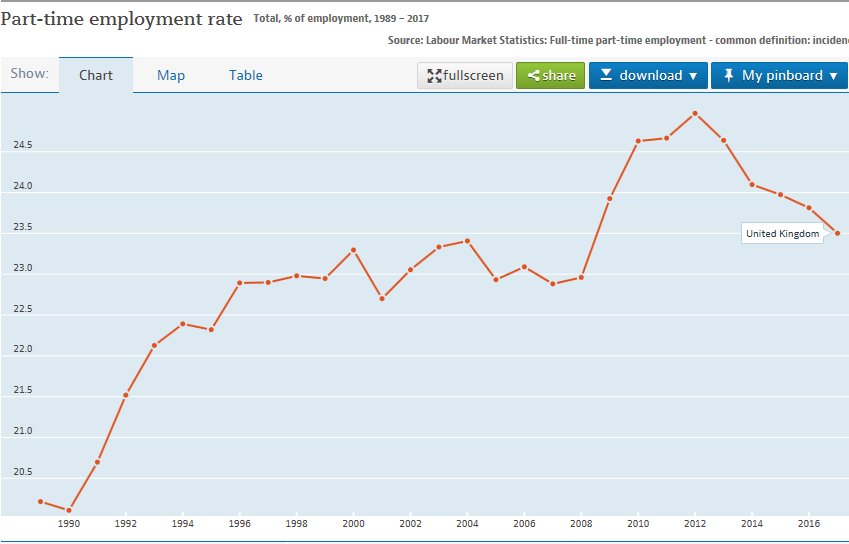 Part-time employment rate Total, % of employment, 1989 – 2017
Source: Labour Market Statistics: Full-time part-time employment - common definition: inciden
Show: Chart Map Table fullscreen share download ▼ My pinboard ▼
24.5
24.0
23.5
United Kingdom
23.0
22.5
22.0
21.5
21.0
20.5
1990 1992 1994 1996 1998 2000 2002 2004 2006 2008 2010 2012 2014 2016